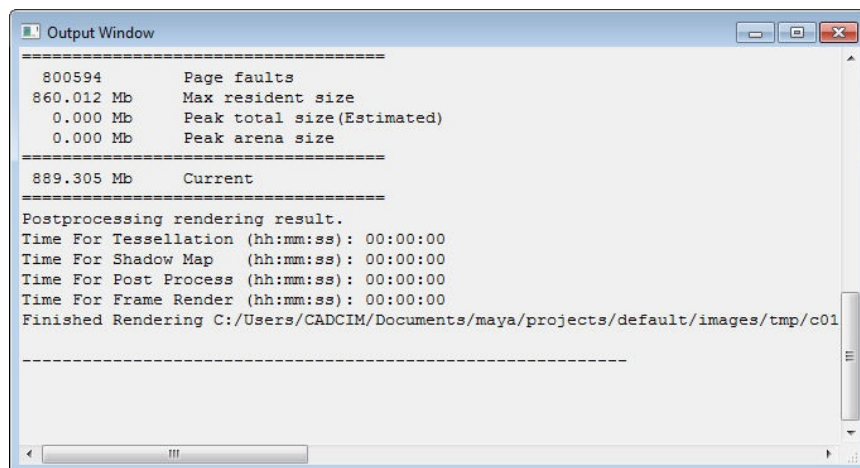 Output Window
====================================
800594 Page faults
860.012 Mb Max resident size
0.000 Mb Peak total size(Estimated)
0.000 Mb Peak arena size
====================================
889.305 Mb Current
====================================
Postprocessing rendering result.
Time For Tessellation (hh:mm:ss): 00:00:00
Time For Shadow Map (hh:mm:ss): 00:00:00
Time For Post Process (hh:mm:ss): 00:00:00
Time For Frame Render (hh:mm:ss): 00:00:00
Finished Rendering C:/Users/CADCIM/Documents/maya/projects/default/images/tmp/c01
------------------------------------------------------------